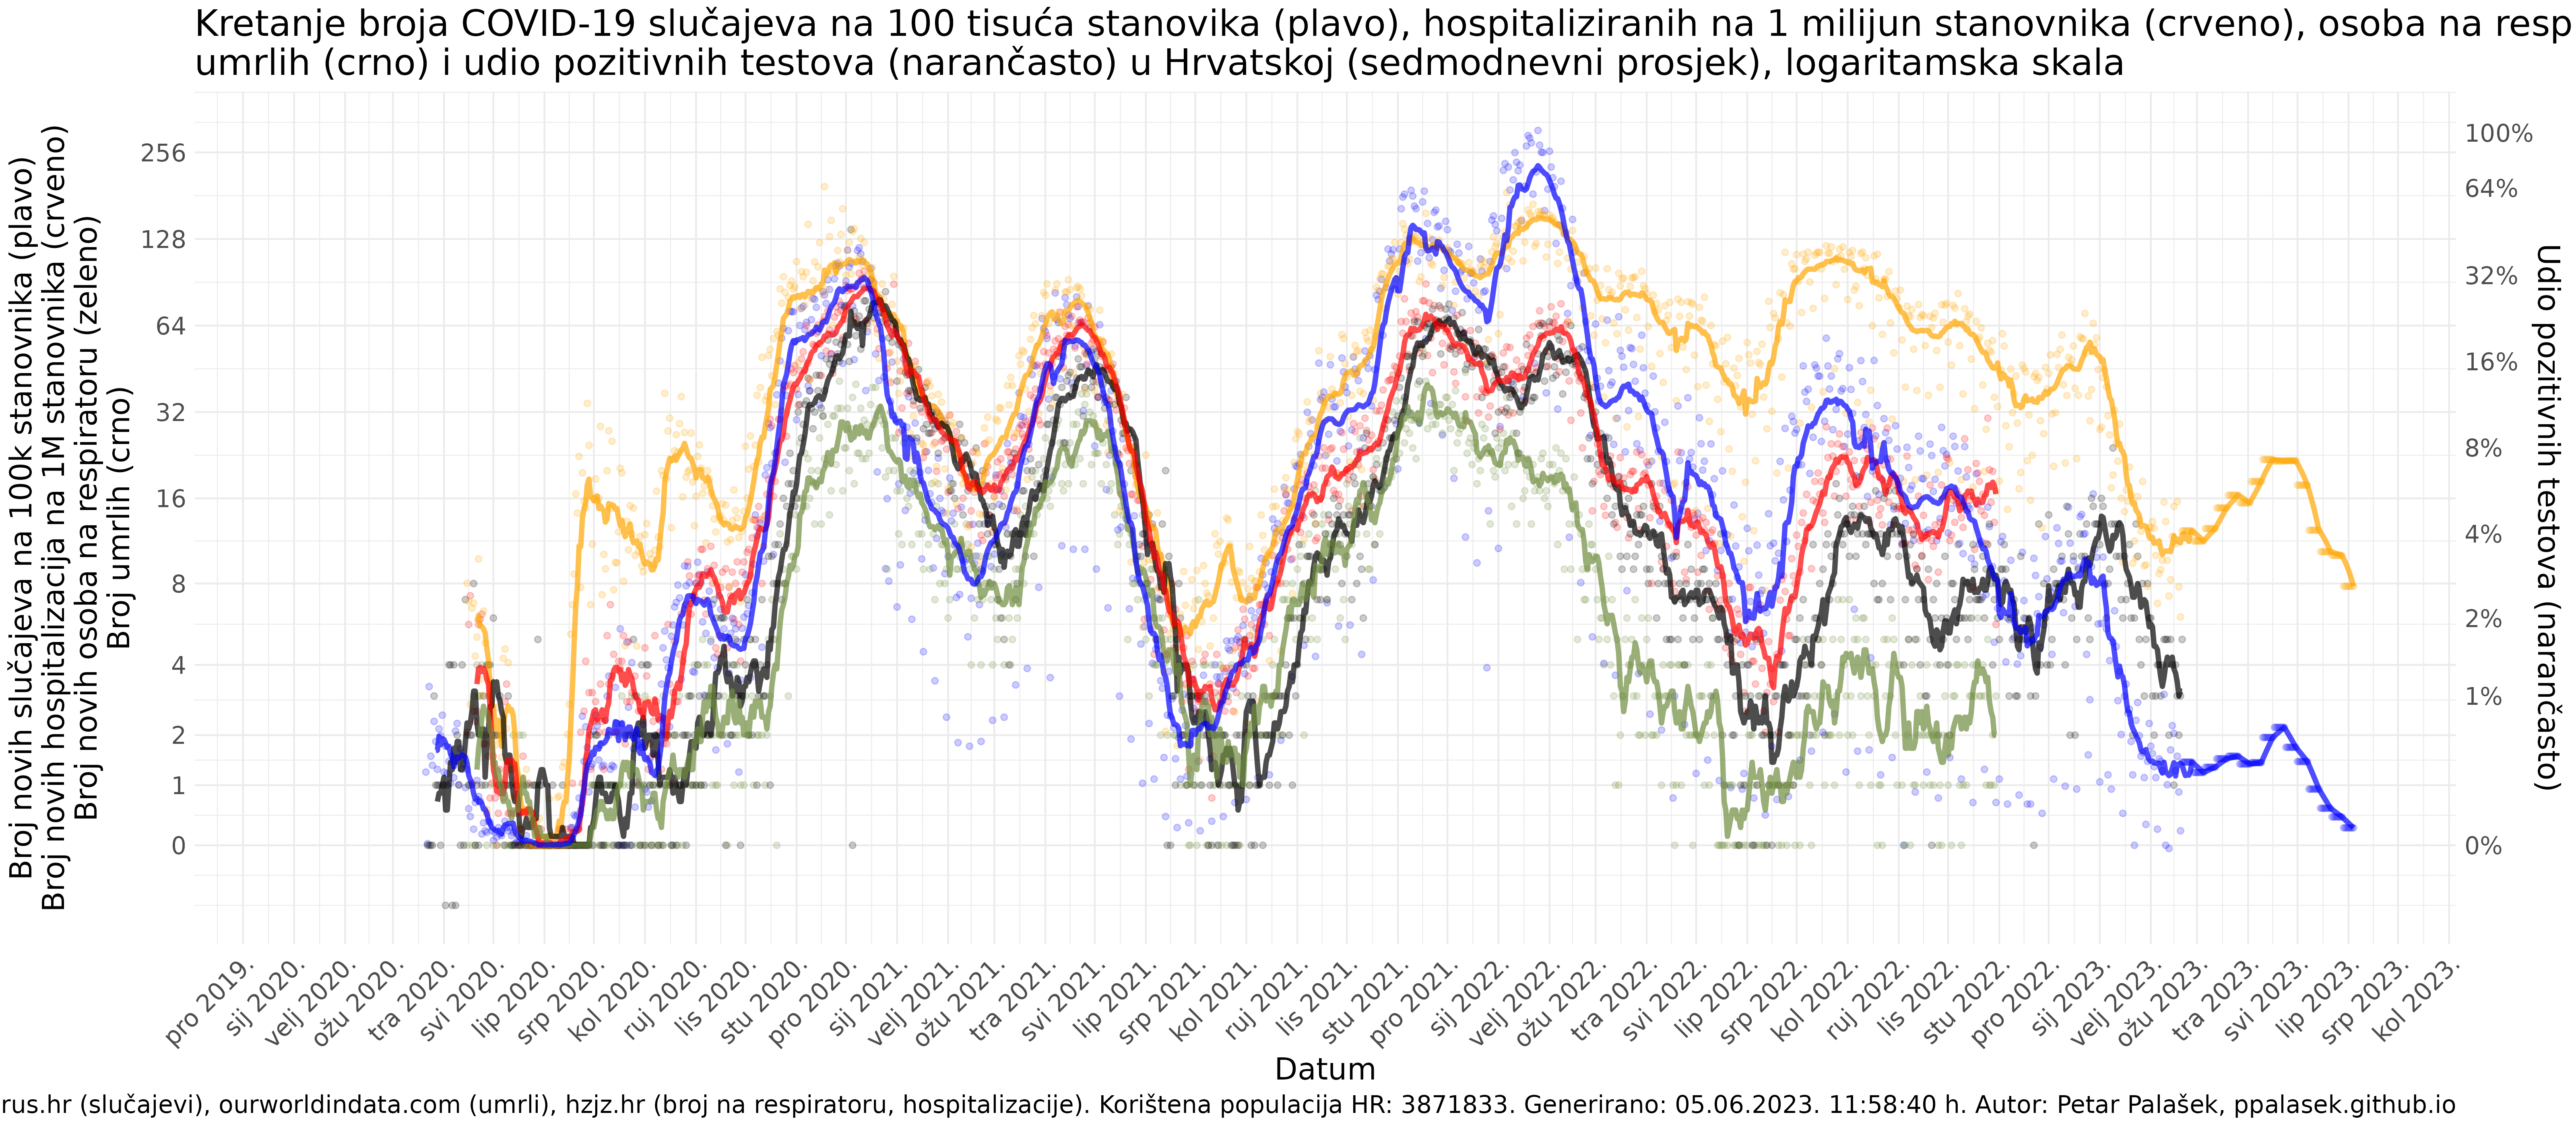 Kretanje broja COVID-19 slučajeva na 100 tisuća stanovika (plavo), hospitaliziranih na 1 milijun stanovnika (crveno), osoba na resp
umrlih (crno) i udio pozitivnih testova (narančasto) u Hrvatskoj (sedmodnevni prosjek), logaritamska skala
Broj novih slučajeva na 100k stanovnika (plavo)
Broj novih hospitalizacija na 1M stanovnika (crveno)
Broj novih osoba na respiratoru (zeleno)
Broj umrlih (crno)
256
128
64
32
16
8
4
2
1
0
100%
64%
32%
16%
8%
4%
2%
1%
0%
Udio pozitivnih testova (narančasto)
pro 2019.
sij 2020.
velj 2020.
ožu 2020.
tra 2020.
svi 2020.
lip 2020.
srp 2020.
kol 2020.
ruj 2020.
lis 2020.
stu 2020.
pro 2020.
sij 2021.
velj 2021.
ožu 2021.
tra 2021.
svi 2021.
lip 2021.
srp 2021.
kol 2021.
ruj 2021.
lis 2021.
stu 2021.
pro 2021.
sij 2022.
velj 2022.
ožu 2022.
tra 2022.
svi 2022.
lip 2022.
srp 2022.
kol 2022.
ruj 2022.
lis 2022.
stu 2022.
pro 2022.
sij 2023.
velj 2023.
ožu 2023.
tra 2023.
svi 2023.
lip 2023.
srp 2023.
kol 2023.
Datum
rus.hr (slučajevi), ourworldindata.com (umrli), hzjz.hr (broj na respiratoru, hospitalizacije). Korištena populacija HR: 3871833. Generirano: 05.06.2023. 11:58:40 h. Autor: Petar Palašek, ppalasek.github.io